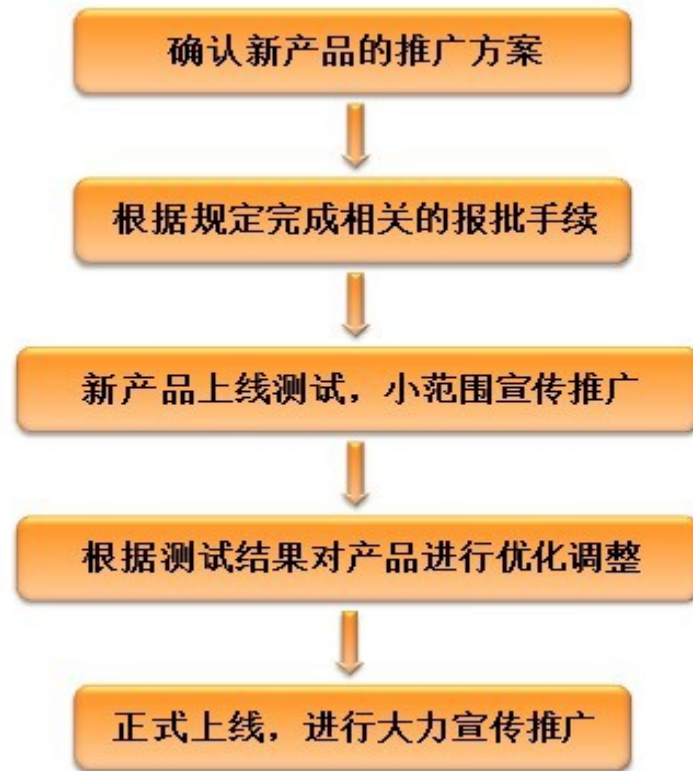 确认新产品的推广方案
根据规定完成相关的报批手续
新产品上线测试，小范围宣传推广
根据测试结果对产品进行优化调整
正式上线，进行大力宣传推广